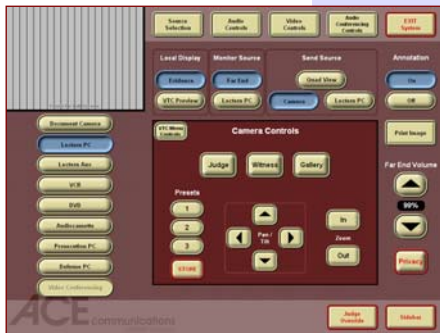 Source Selection
Audio Controls
Video Controls
Audio Conferencing Controls
EXIT System
Local Display
Monitor Source
Send Source
Annotation
Evidence
Far End
Quad View
On
VTC Preview
Lecture PC
Camera
Lecture PC
Off
Document Camera
Lecture PC
Lecture Aux
VCR
DVD
Audiocassette
Prosecution PC
Defense PC
Video Conferencing
VTC Menu Controls
Camera Controls
Print Image
Judge
Witness
Gallery
Far End Volume
Presets
1
2
3
Pan / Tilt
In
Zoom
Out
99%
Privacy
ACE communications
Judge Override
Sidebar